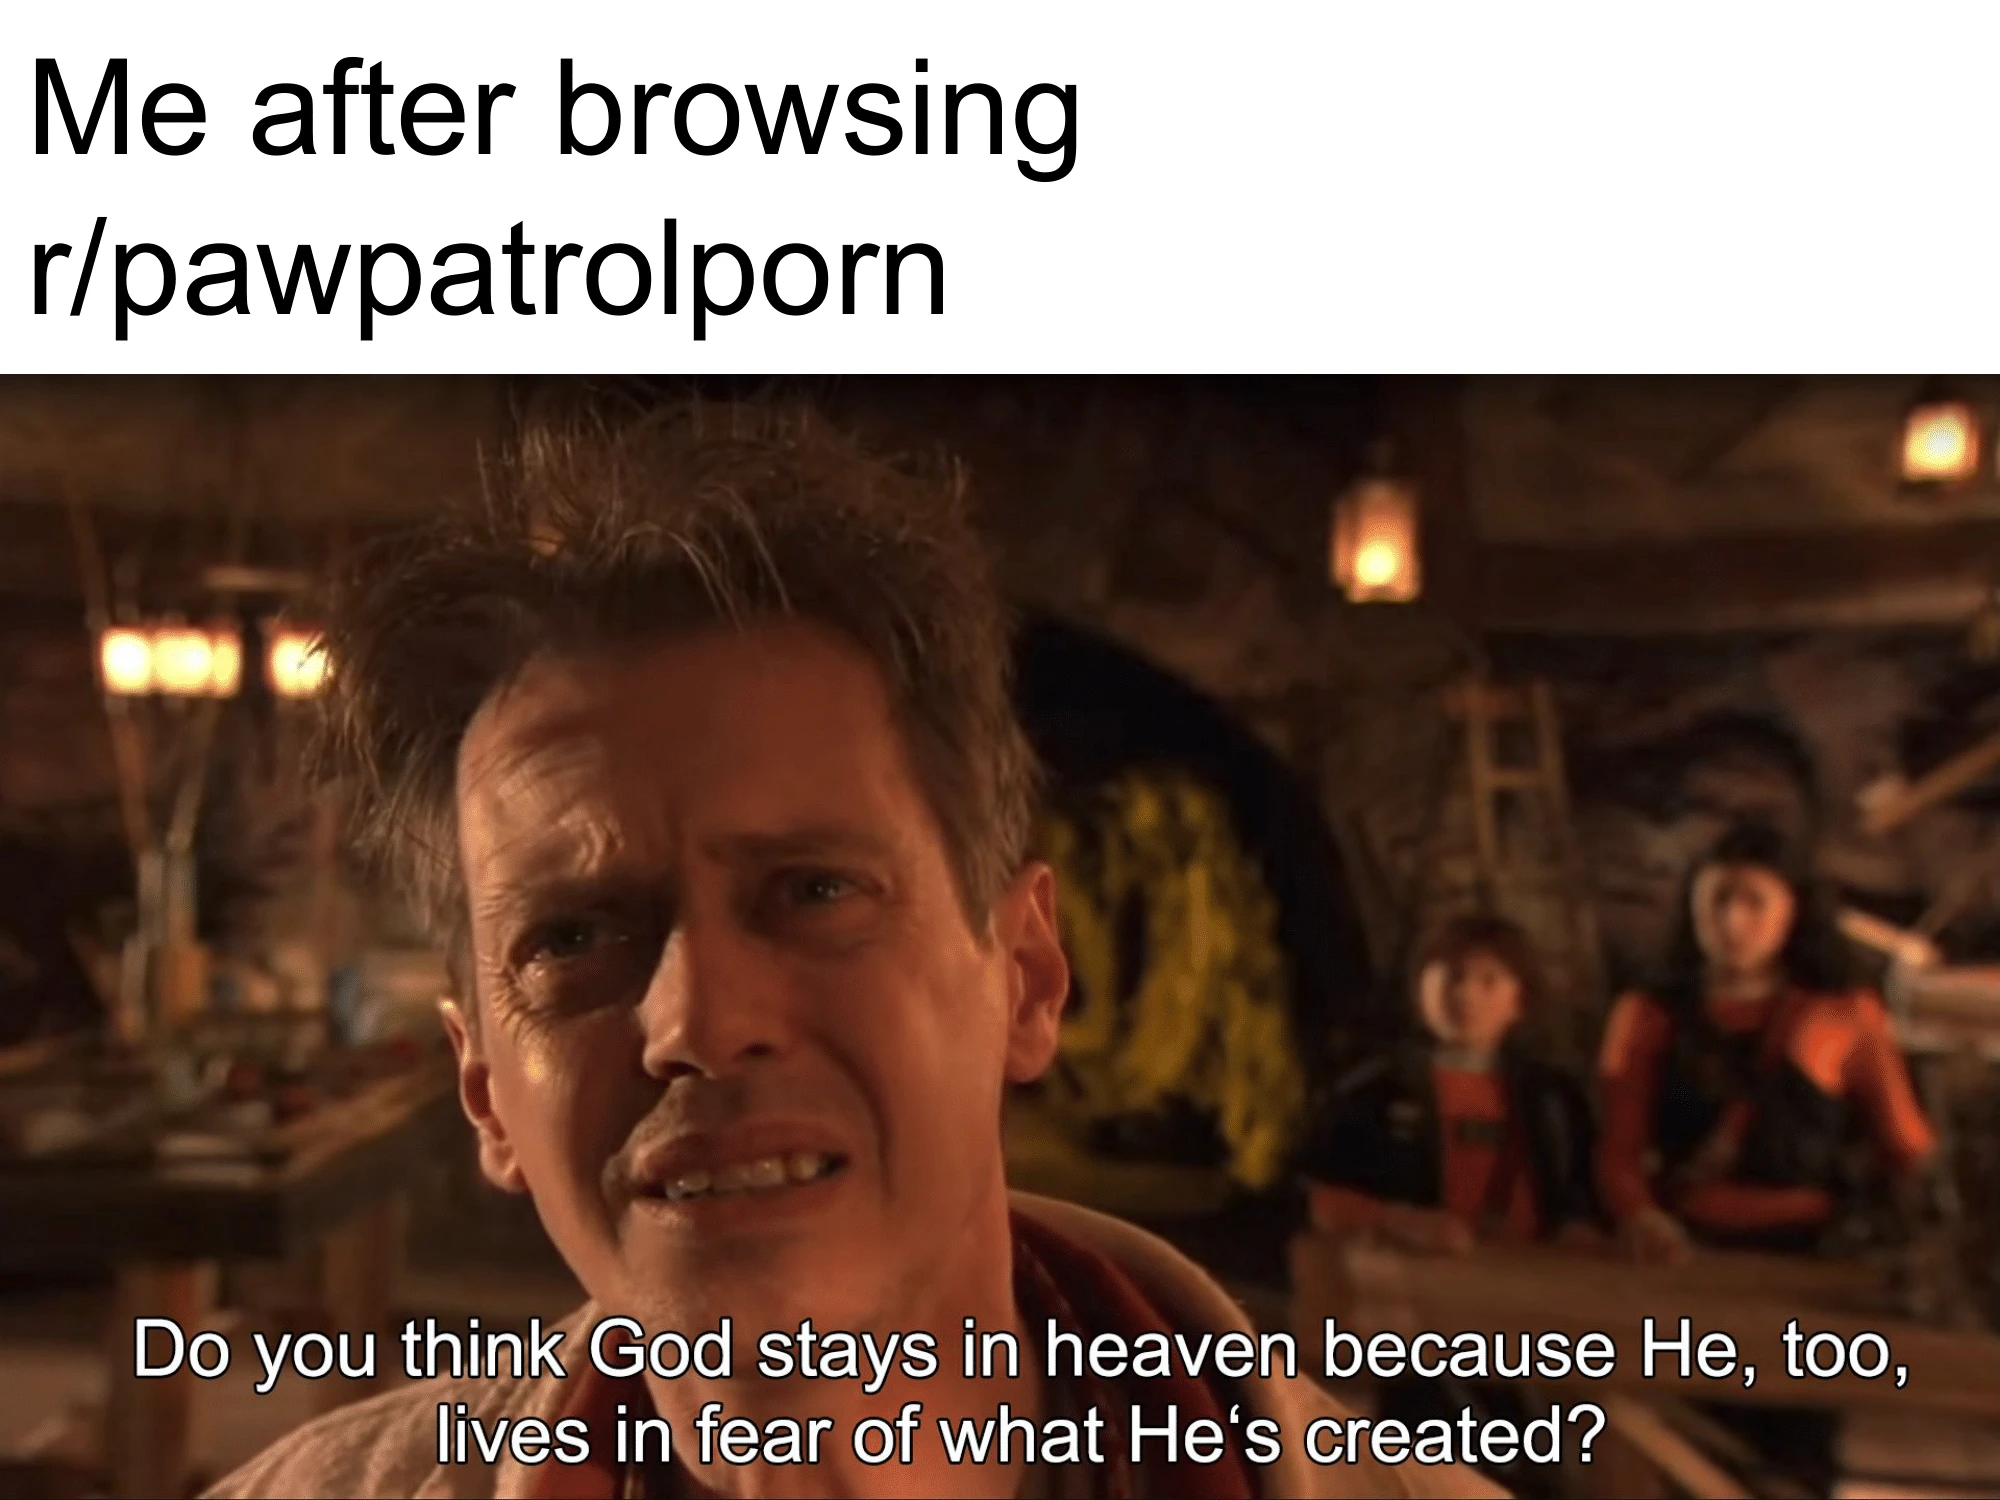 Me after browsing
r/pawpatrolporn
Do you think God stays in heaven because He, too,
lives in fear of what He‘s created?